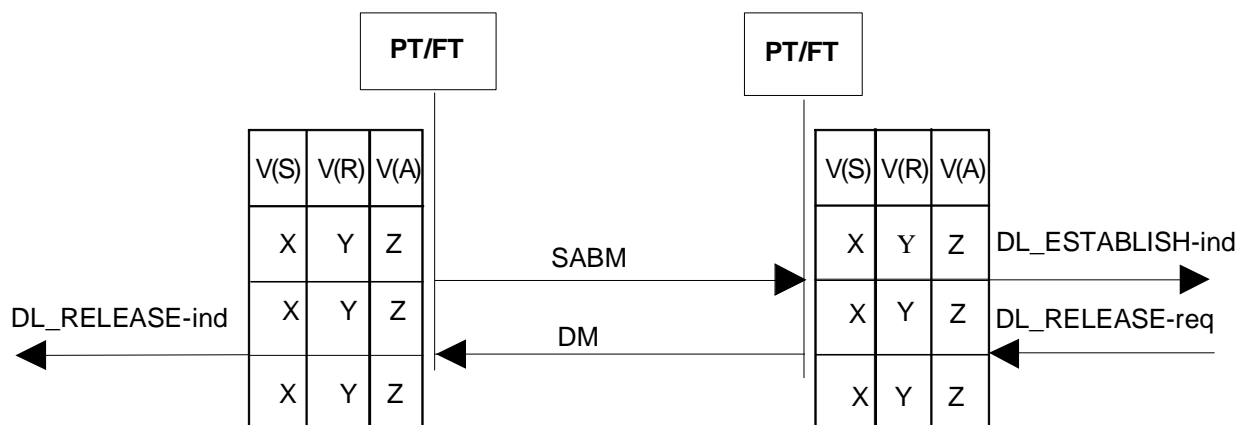 PT/FT
PT/FT
V(S) V(R) V(A)
V(S) V(R) V(A)
X Y Z
SABM
X Y Z
DL_ESTABLISH-ind
DL_RELEASE-ind
X Y Z
DM
X Y Z
DL_RELEASE-req
X Y Z
X Y Z